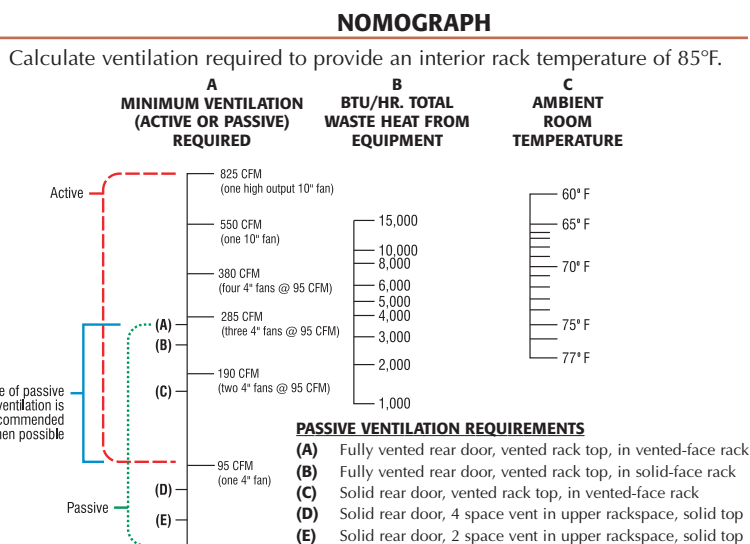 NOMOGRAPH
Calculate ventilation required to provide an interior rack temperature of 85ºF.
A
MINIMUM VENTILATION
(ACTIVE OR PASSIVE)
REQUIRED
B
BTU/HR. TOTAL
WASTE HEAT FROM
EQUIPMENT
C
AMBIENT
ROOM
TEMPERATURE
Active
825 CFM
(one high output 10" fan)
550 CFM
(one 10" fan)
380 CFM
(four 4" fans @ 95 CFM)
(A)
285 CFM
(three 4" fans @ 95 CFM)
(B)
190 CFM
(two 4" fans @ 95 CFM)
(C)
95 CFM
(one 4" fan)
(D)
(E)
Passive
of passive
ventilation is
possible
15,000
10,000
8,000
6,000
5,000
4,000
3,000
2,000
1,000
60° F
65° F
70° F
75° F
77° F
PASSIVE VENTILATION REQUIREMENTS
(A) Fully vented rear door, vented rack top, in vented-face rack
(B) Fully vented rear door, vented rack top, in solid-face rack
(C) Solid rear door, vented rack top, in vented-face rack
(D) Solid rear door, 4 space vent in upper rackspace, solid top
(E) Solid rear door, 2 space vent in upper rackspace, solid top